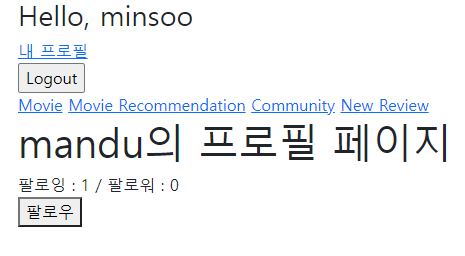 Hello, minsoo
내 프로필
Logout
Movie Movie Recommendation Community New Review
mandu의 프로필 페이지
팔로잉 : 1 / 팔로워 : 0
팔로우